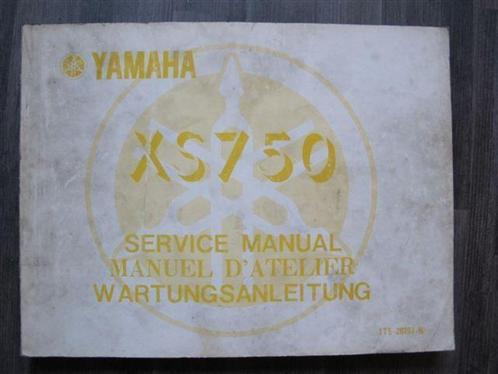 YAMAHA
XS750
SERVICE MANUAL
MANUEL D'ATELIER
WARTUNGSANLEITUNG